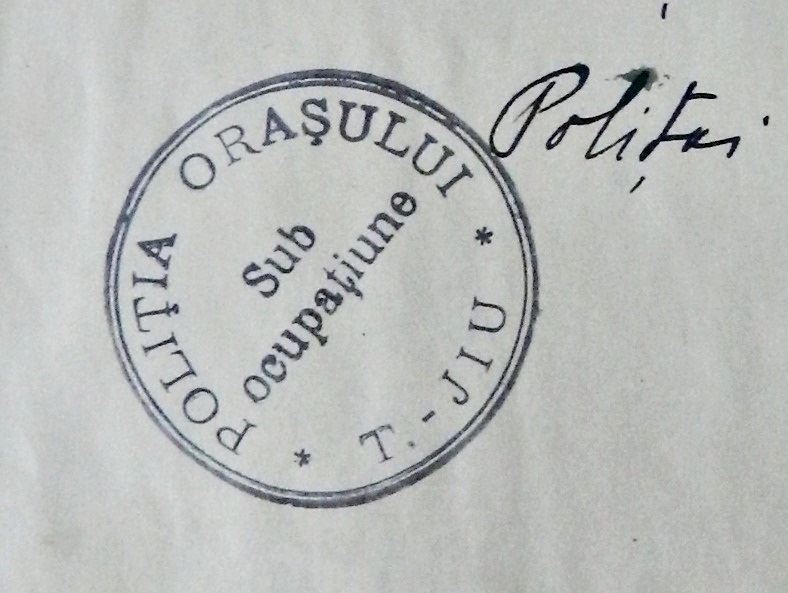 POLIŢIA ORAŞULUI
* T.-JIU *
Sub
ocupaţiune
Poliţai